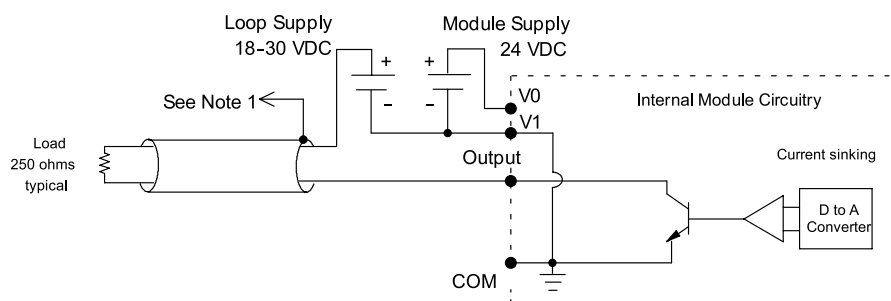 Loop Supply
18-30 VDC
Module Supply
24 VDC
+
+
−
−
See Note 1
V0
V1
Internal Module Circuitry
Load
250 ohms
typical
Output
Current sinking
D to A
Converter
COM